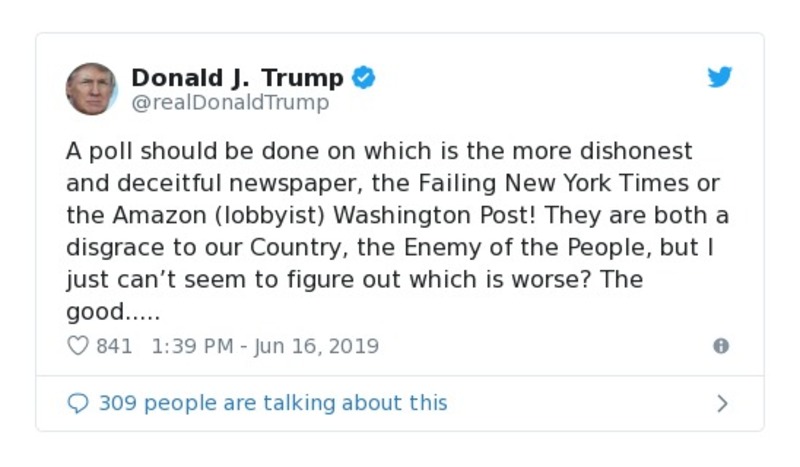 Donald J. Trump
@realDonaldTrump
A poll should be done on which is the more dishonest
and deceitful newspaper, the Failing New York Times or
the Amazon (lobbyist) Washington Post! They are both a
disgrace to our Country, the Enemy of the People, but I
just can’t seem to figure out which is worse? The
good.....
841 1:39 PM - Jun 16, 2019
309 people are talking about this